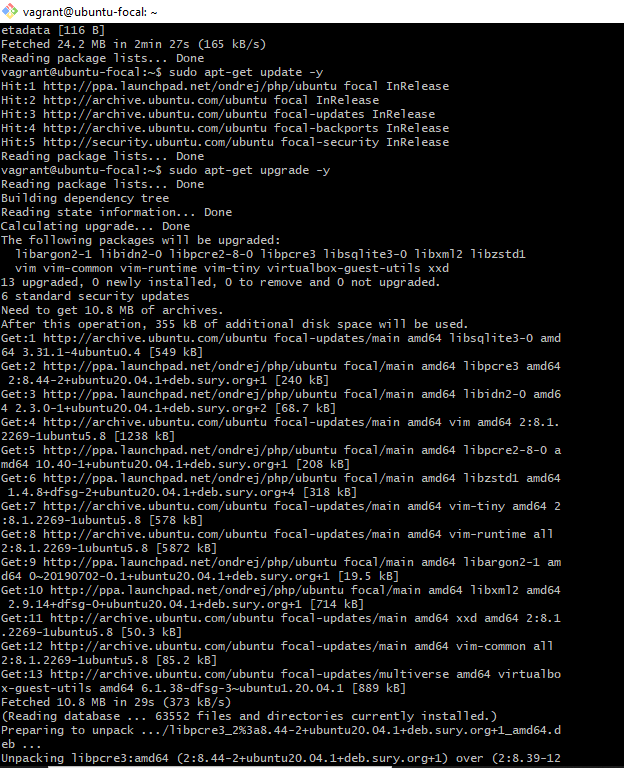 vagrant@ubuntu-focal: ~
etadata [116 B]
Fetched 24.2 MB in 2min 27s (165 kB/s)
Reading package lists... Done
vagrant@ubuntu-focal:~$ sudo apt-get update -y
Hit:1 http://ppa.launchpad.net/ondrej/php/ubuntu focal InRelease
Hit:2 http://archive.ubuntu.com/ubuntu focal InRelease
Hit:3 http://archive.ubuntu.com/ubuntu focal-updates InRelease
Hit:4 http://archive.ubuntu.com/ubuntu focal-backports InRelease
Hit:5 http://security.ubuntu.com/ubuntu focal-security InRelease
Reading package lists... Done
vagrant@ubuntu-focal:~$ sudo apt-get upgrade -y
Reading package lists... Done
Building dependency tree
Reading state information... Done
Calculating upgrade... Done
The following packages will be upgraded:
  libargon2-1 libidn2-0 libpcre2-8-0 libpcre3 libsqlite3-0 libxml2 libzstd1
  vim vim-common vim-runtime vim-tiny virtualbox-guest-utils xxd
13 upgraded, 0 newly installed, 0 to remove and 0 not upgraded.
6 standard security updates
Need to get 10.8 MB of archives.
After this operation, 355 kB of additional disk space will be used.
Get:1 http://archive.ubuntu.com/ubuntu focal-updates/main amd64 libsqlite3-0 amd
64 3.31.1-4ubuntu0.4 [549 kB]
Get:2 http://ppa.launchpad.net/ondrej/php/ubuntu focal/main amd64 libpcre3 amd64
 2:8.44-2+ubuntu20.04.1+deb.sury.org+1 [240 kB]
Get:3 http://ppa.launchpad.net/ondrej/php/ubuntu focal/main amd64 libidn2-0 amd6
4 2.3.0-1+ubuntu20.04.1+deb.sury.org+2 [68.7 kB]
Get:4 http://archive.ubuntu.com/ubuntu focal-updates/main amd64 vim amd64 2:8.1.
2269-1ubuntu5.8 [1238 kB]
Get:5 http://ppa.launchpad.net/ondrej/php/ubuntu focal/main amd64 libpcre2-8-0 a
md64 10.40-1+ubuntu20.04.1+deb.sury.org+1 [208 kB]
Get:6 http://ppa.launchpad.net/ondrej/php/ubuntu focal/main amd64 libzstd1 amd64
 1.4.8+dfsg-2+ubuntu20.04.1+deb.sury.org+4 [318 kB]
Get:7 http://archive.ubuntu.com/ubuntu focal-updates/main amd64 vim-tiny amd64 2
:8.1.2269-1ubuntu5.8 [578 kB]
Get:8 http://archive.ubuntu.com/ubuntu focal-updates/main amd64 vim-runtime all
2:8.1.2269-1ubuntu5.8 [5872 kB]
Get:9 http://ppa.launchpad.net/ondrej/php/ubuntu focal/main amd64 libargon2-1 am
d64 0~20190702-0.1+ubuntu20.04.1+deb.sury.org+1 [19.5 kB]
Get:10 http://ppa.launchpad.net/ondrej/php/ubuntu focal/main amd64 libxml2 amd64
 2.9.14+dfsg-0+ubuntu20.04.1+deb.sury.org+1 [714 kB]
Get:11 http://archive.ubuntu.com/ubuntu focal-updates/main amd64 xxd amd64 2:8.1
.2269-1ubuntu5.8 [50.3 kB]
Get:12 http://archive.ubuntu.com/ubuntu focal-updates/main amd64 vim-common all
2:8.1.2269-1ubuntu5.8 [85.2 kB]
Get:13 http://archive.ubuntu.com/ubuntu focal-updates/multiverse amd64 virtualbo
x-guest-utils amd64 6.1.38-dfsg-3~ubuntu1.20.04.1 [889 kB]
Fetched 10.8 MB in 29s (373 kB/s)
(Reading database ... 63552 files and directories currently installed.)
Preparing to unpack .../libpcre3_2%3a8.44-2+ubuntu20.04.1+deb.sury.org+1_amd64.d
eb ...
Unpacking libpcre3:amd64 (2:8.44-2+ubuntu20.04.1+deb.sury.org+1) over (2:8.39-12